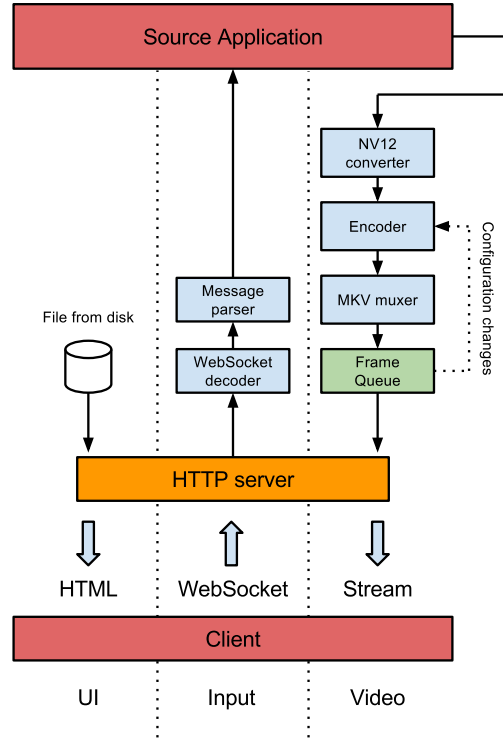 Source Application
NV12
converter
Encoder
Configuration changes
Message
parser
MKV muxer
File from disk
WebSocket
decoder
Frame
Queue
HTTP server
HTML
WebSocket
Stream
Client
UI
Input
Video